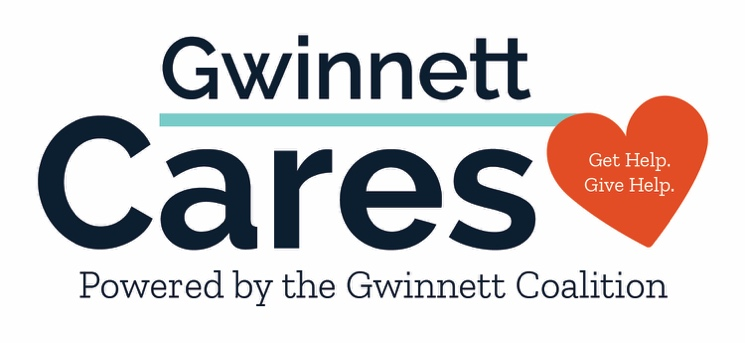 Gwinnett
Cares
Get Help.
Give Help.
Powered by the Gwinnett Coalition